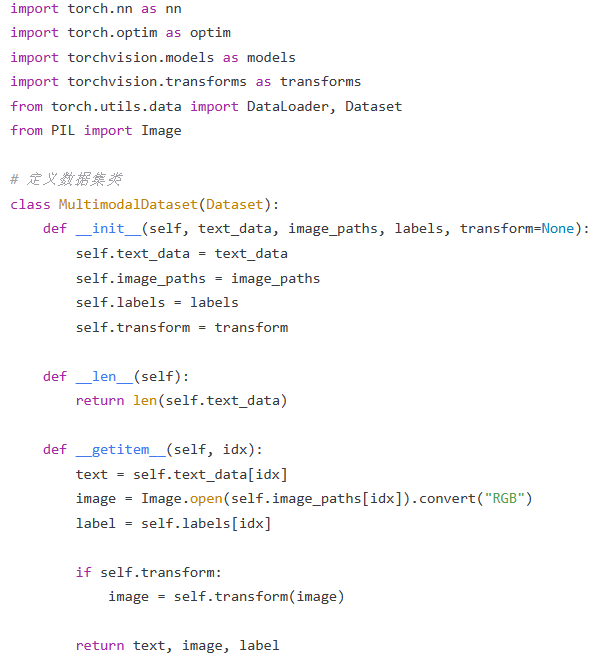 import torch.nn as nn
import torch.optim as optim
import torchvision.models as models
import torchvision.transforms as transforms
from torch.utils.data import DataLoader, Dataset
from PIL import Image
# 定义数据集类
class MultimodalDataset(Dataset):
    def __init__(self, text_data, image_paths, labels, transform=None):
        self.text_data = text_data
        self.image_paths = image_paths
        self.labels = labels
        self.transform = transform
    def __len__(self):
        return len(self.text_data)
    def __getitem__(self, idx):
        text = self.text_data[idx]
        image = Image.open(self.image_paths[idx]).convert("RGB")
        label = self.labels[idx]
        if self.transform:
            image = self.transform(image)
        return text, image, label